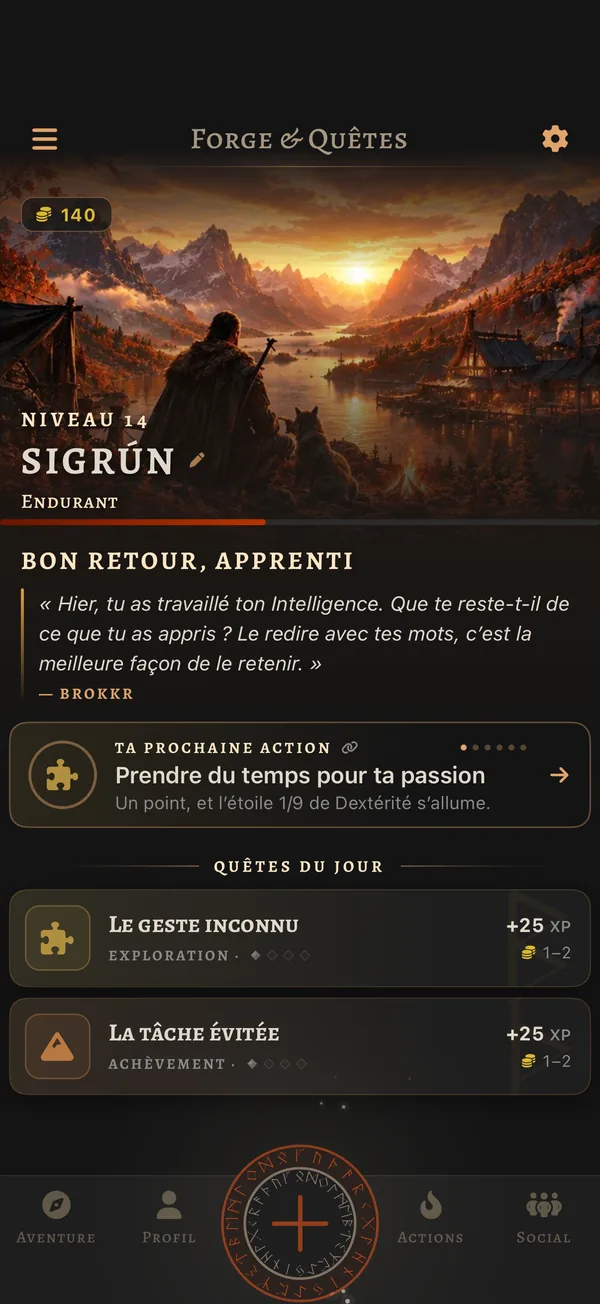 Forge & Quêtes
140
NIVEAU 14
SIGRÚN
Endurant
BON RETOUR, APPRENTI
« Hier, tu as travaillé ton Intelligence. Que te reste-t-il de
ce que tu as appris ? Le redire avec tes mots, c’est la
meilleure façon de le retenir. »
— BROKKR
TA PROCHAINE ACTION
Prendre du temps pour ta passion
Un point, et l’étoile 1/9 de Dextérité s’allume.
QUÊTES DU JOUR
Le geste inconnu
+25 XP
EXPLORATION ·
1–2
La tâche évitée
+25 XP
ACHÈVEMENT ·
1–2
Aventure
Profil
Actions
Social